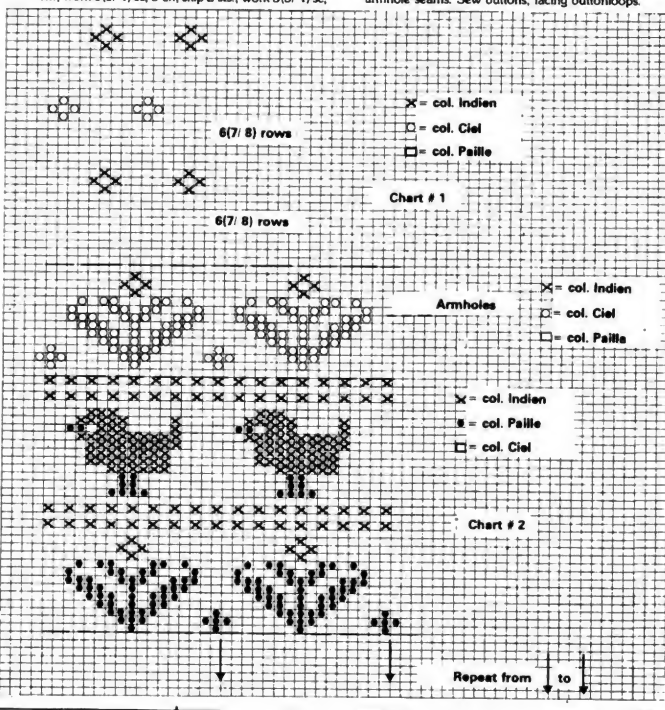 armhole seams. Sew buttons, facing buttonloops.
X = col. Indien
O = col. Ciel
6(7/ 8) rows
□ = col. Paille
Chart # 1
6(7/ 8) rows
X = col. Indien
Armholes
O = col. Ciel
□ = col. Paille
X = col. Indien
● = col. Paille
□ = col. Ciel
Chart # 2
Repeat from ↓ to ↓